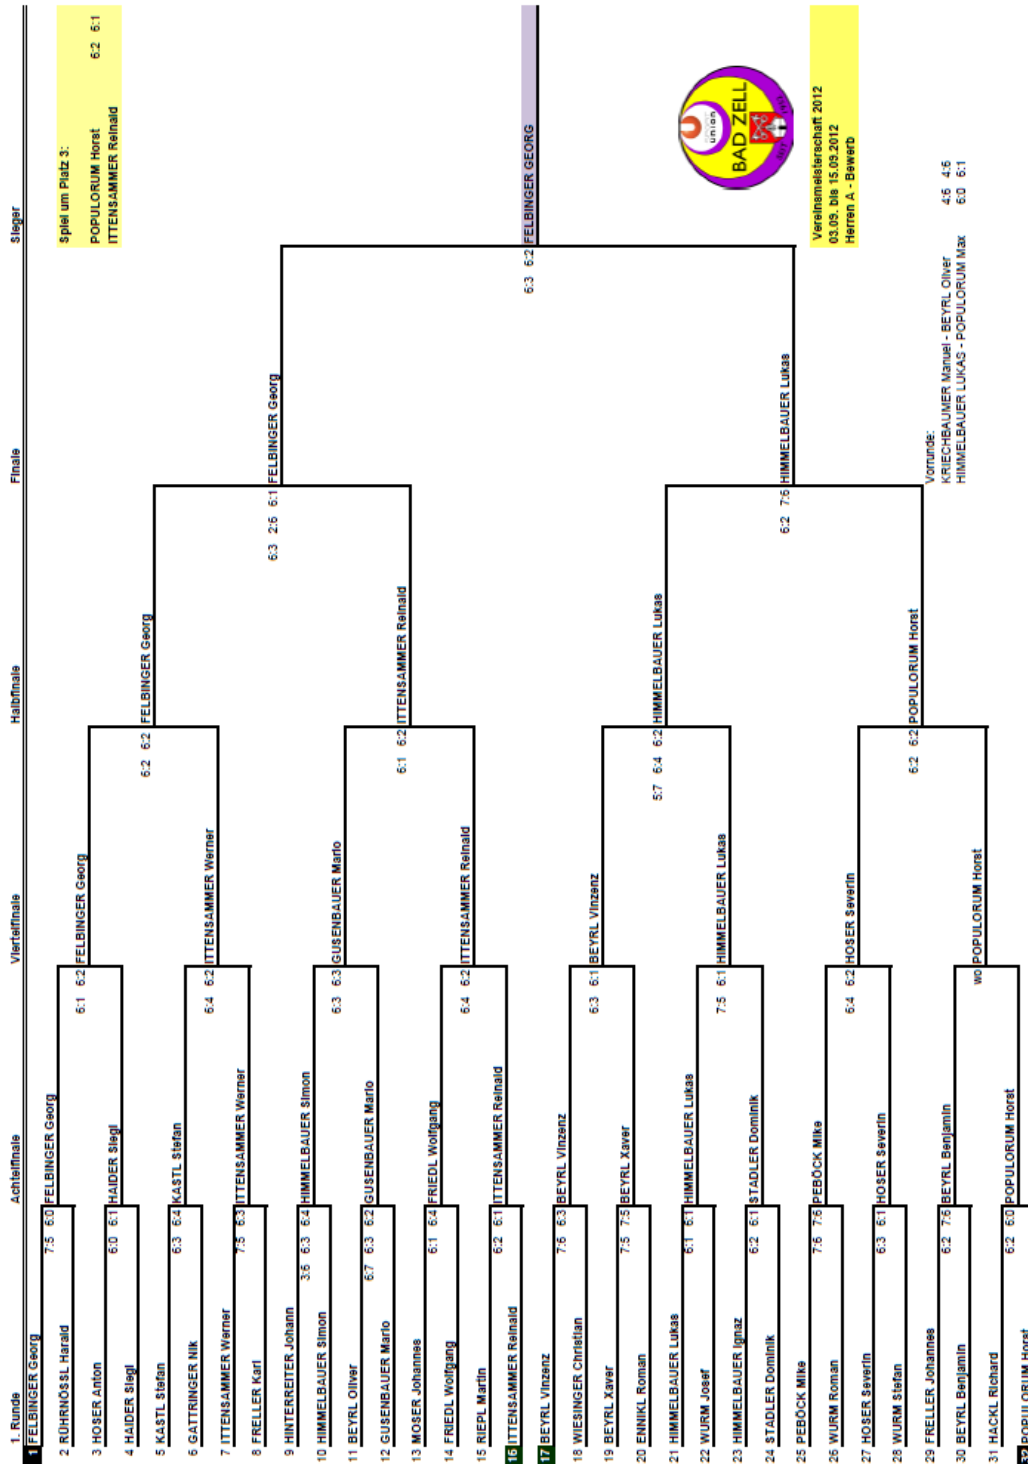 1. Runde Achtelfinale Viertelfinale Halbfinale Finale Sieger
1 FELBINGER Georg
2 RÜHRNÖSSL Harald
3 HOSER Anton
4 HAIDER Siegl
5 KASTL Stefan
6 GATTRINGER Nik
7 ITTENSAMMER Werner
8 FRELLER Karl
9 HINTERREITER Johann
10 HIMMELBAUER Simon
11 BEYRL Oliver
12 GUSENBAUER Mario
13 MOSER Johannes
14 FRIEDL Wolfgang
15 RIEPL Martin
16 ITTENSAMMER Reinald
17 BEYRL Vinzenz
18 WIESINGER Christian
19 BEYRL Xaver
20 ENNIKL Roman
21 HIMMELBAUER Lukas
22 WURM Josef
23 HIMMELBAUER Ignaz
24 STADLER Dominik
25 PEBÖCK Mike
26 WURM Roman
27 HOSER Severin
28 WURM Stefan
29 FRELLER Johannes
30 BEYRL Benjamin
31 HACKL Richard
32 POPULORUM Horst
7:5 6:0 FELBINGER Georg
6:0 6:1 HAIDER Siegl
6:3 6:4 KASTL Stefan
7:5 6:3 ITTENSAMMER Werner
3:6 6:3 6:4 HIMMELBAUER Simon
6:7 6:3 6:2 GUSENBAUER Mario
6:1 6:4 FRIEDL Wolfgang
6:2 6:1 ITTENSAMMER Reinald
7:6 6:3 BEYRL Vinzenz
7:5 7:5 BEYRL Xaver
6:1 6:1 HIMMELBAUER Lukas
6:2 6:1 STADLER Dominik
7:6 7:6 PEBÖCK Mike
6:3 6:1 HOSER Severin
6:2 7:6 BEYRL Benjamin
6:2 6:0 POPULORUM Horst
6:1 6:2 FELBINGER Georg
6:4 6:2 ITTENSAMMER Werner
6:3 6:3 GUSENBAUER Mario
6:4 6:2 ITTENSAMMER Reinald
6:3 6:1 BEYRL Vinzenz
7:5 6:1 HIMMELBAUER Lukas
6:4 6:2 HOSER Severin
wo POPULORUM Horst
6:2 6:2 FELBINGER Georg
6:1 6:2 ITTENSAMMER Reinald
5:7 6:4 6:2 HIMMELBAUER Lukas
6:2 6:2 POPULORUM Horst
6:3 2:6 6:1 FELBINGER Georg
6:2 7:6 HIMMELBAUER Lukas
6:3 6:2 FELBINGER GEORG
Spiel um Platz 3:
POPULORUM Horst 6:2 6:1
ITTENSAMMER Reinald
union
BAD ZELL
Vereinsmeisterschaft 2012
03.09. bis 15.09.2012
Herren A - Bewerb
Vorrunde:
KRIECHBAUMER Manuel - BEYRL Oliver 4:6 4:6
HIMMELBAUER LUKAS - POPULORUM Max 6:0 6:1